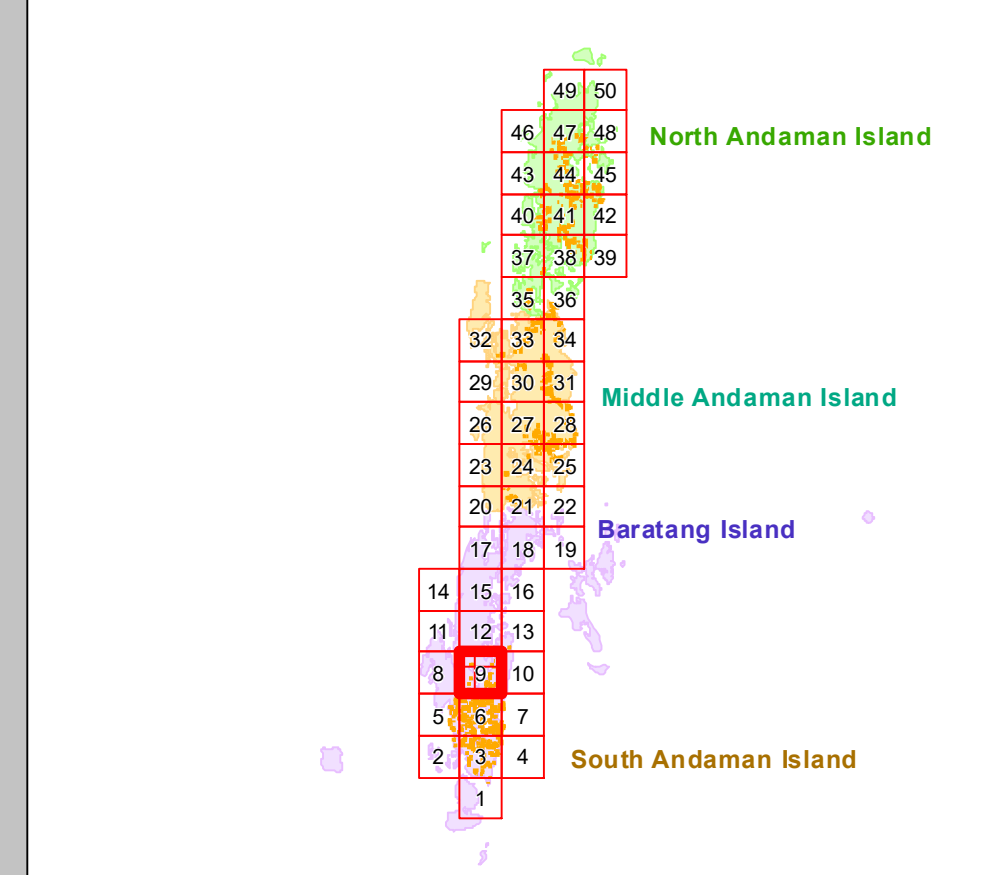 49 50
46 47 48 North Andaman Island
43 44 45
40 41 42
37 38 39
35 36
32 33 34
29 30 31 Middle Andaman Island
26 27 28
23 24 25
20 21 22
Baratang Island
17 18 19
14 15 16
11 12 13
8 9 10
5 6 7
2 3 4 South Andaman Island
1